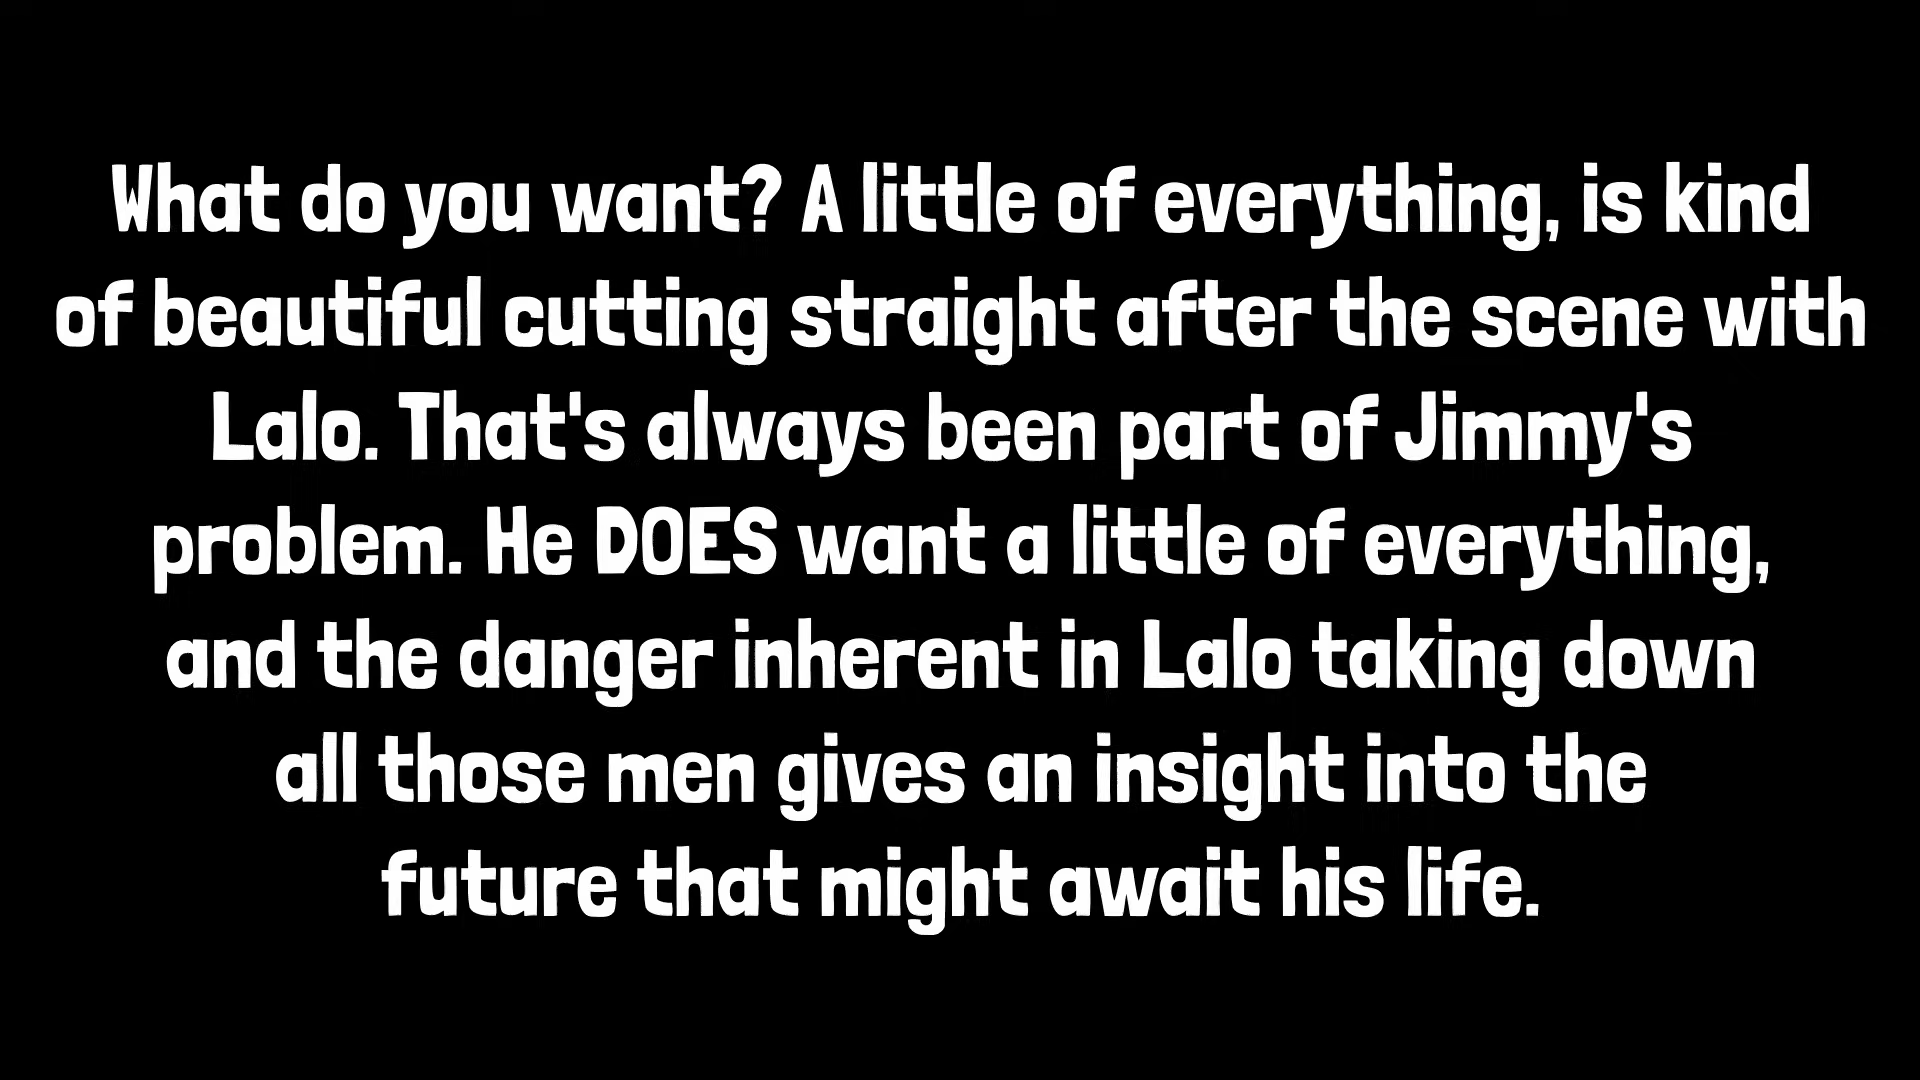 What do you want? A little of everything, is kind
of beautiful cutting straight after the scene with
Lalo. That's always been part of Jimmy's
problem. He DOES want a little of everything,
and the danger inherent in Lalo taking down
all those men gives an insight into the
future that might await his life.